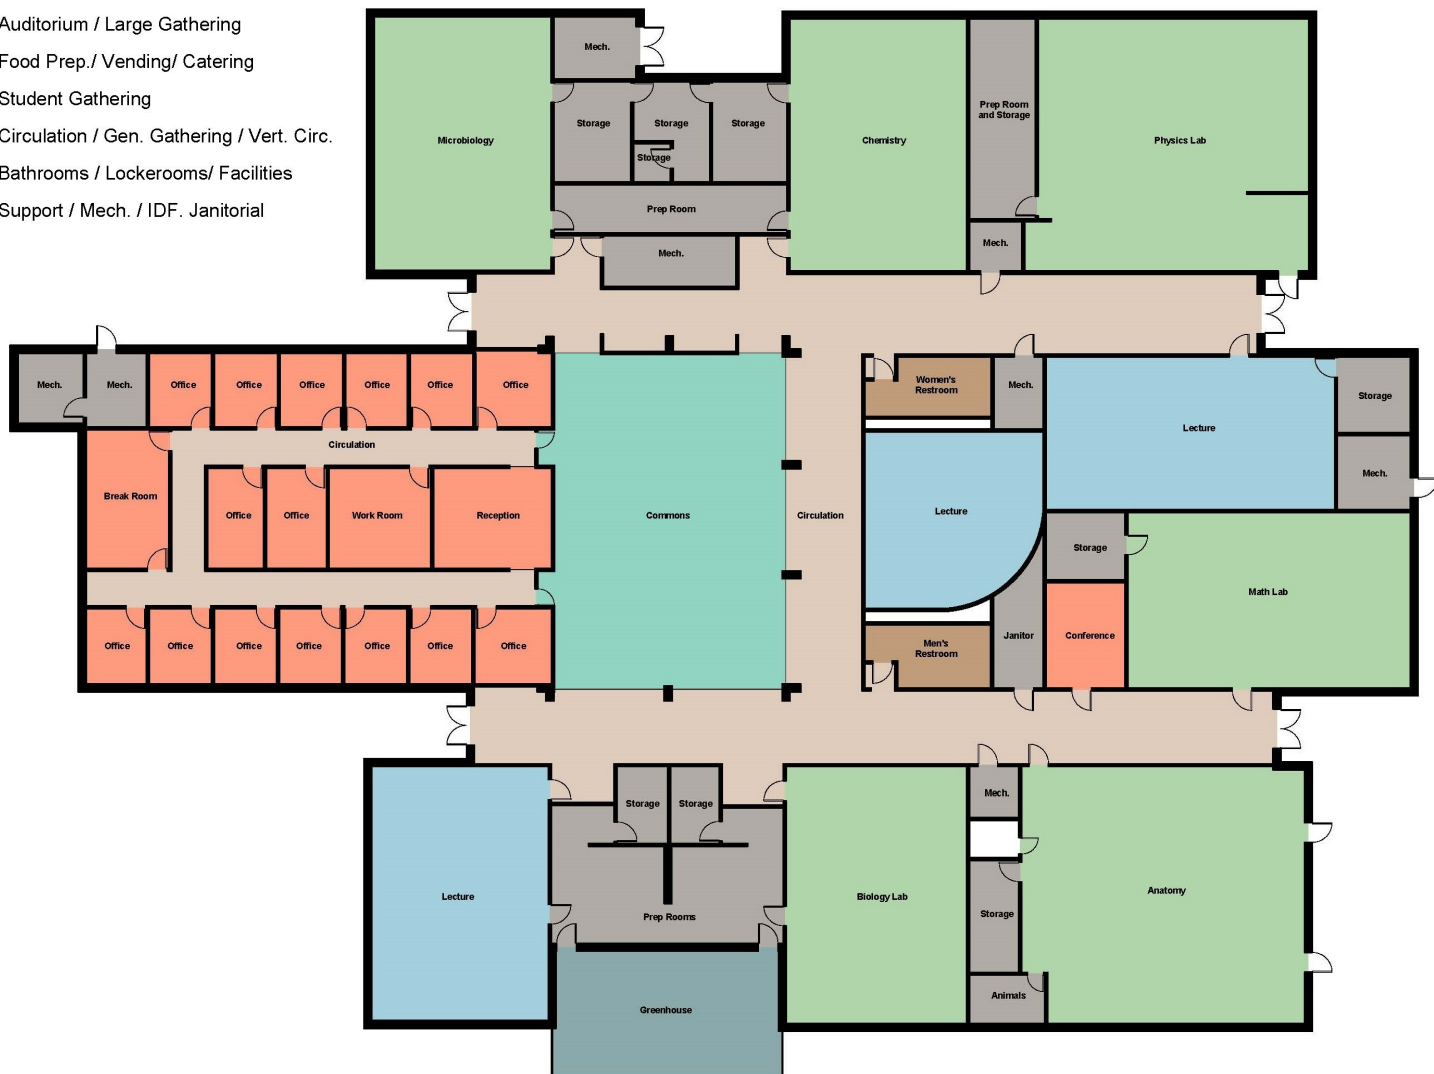 Auditorium / Large Gathering
Food Prep./ Vending/ Catering
Student Gathering
Circulation / Gen. Gathering / Vert. Circ.
Bathrooms / Lockerooms/ Facilities
Support / Mech. / IDF. Janitorial
Mech.
Microbiology
Storage
Storage
Storage
Storage
Prep Room
Mech.
Chemistry
Prep Room
and Storage
Mech.
Physics Lab
Mech.
Mech.
Office
Office
Office
Office
Office
Office
Circulation
Break Room
Office
Office
Work Room
Reception
Commons
Circulation
Women's
Restroom
Mech.
Lecture
Storage
Mech.
Lecture
Storage
Math Lab
Conference
Janitor
Men's
Restroom
Office
Office
Office
Office
Office
Office
Office
Lecture
Storage
Storage
Prep Rooms
Greenhouse
Biology Lab
Mech.
Storage
Animals
Anatomy